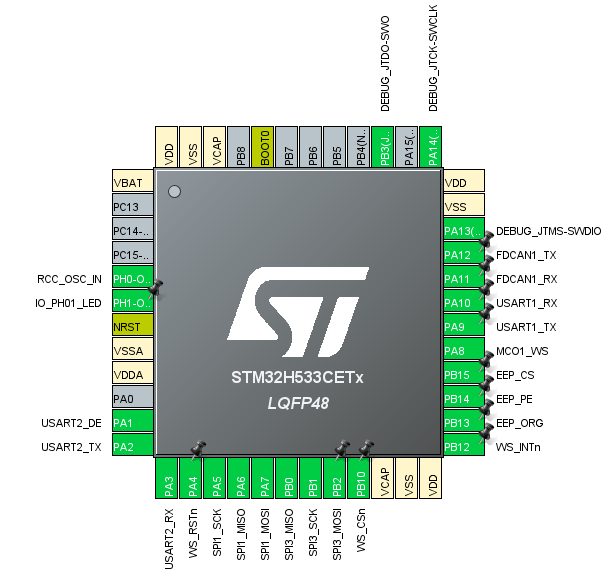 DEBUG_JTDO-SWO
DEBUG_JTCK-SWCLK
VDD
VSS
VCAP
PB8
BOOT0
PB7
PB6
PB5
PB4(N..
PB3(J..
PA15(..
PA14(..
VBAT
PC13
PC14-..
PC15-..
RCC_OSC_IN PH0-O..
IO_PH01_LED PH1-O..
NRST
VSSA
VDDA
PA0
USART2_DE PA1
USART2_TX PA2
ST
STM32H533CETx
LQFP48
VDD
VSS
PA13(.. DEBUG_JTMS-SWDIO
PA12 FDCAN1_TX
PA11 FDCAN1_RX
PA10 USART1_RX
PA9 USART1_TX
PA8 MCO1_WS
PB15 EEP_CS
PB14 EEP_PE
PB13 EEP_ORG
PB12 WS_INTn
PA3
PA4
PA5
PA6
PA7
PB0
PB1
PB2
PB10
VCAP
VSS
VDD
USART2_RX
WS_RSTn
SPI1_SCK
SPI1_MISO
SPI1_MOSI
SPI3_MISO
SPI3_SCK
SPI3_MOSI
WS_CSn